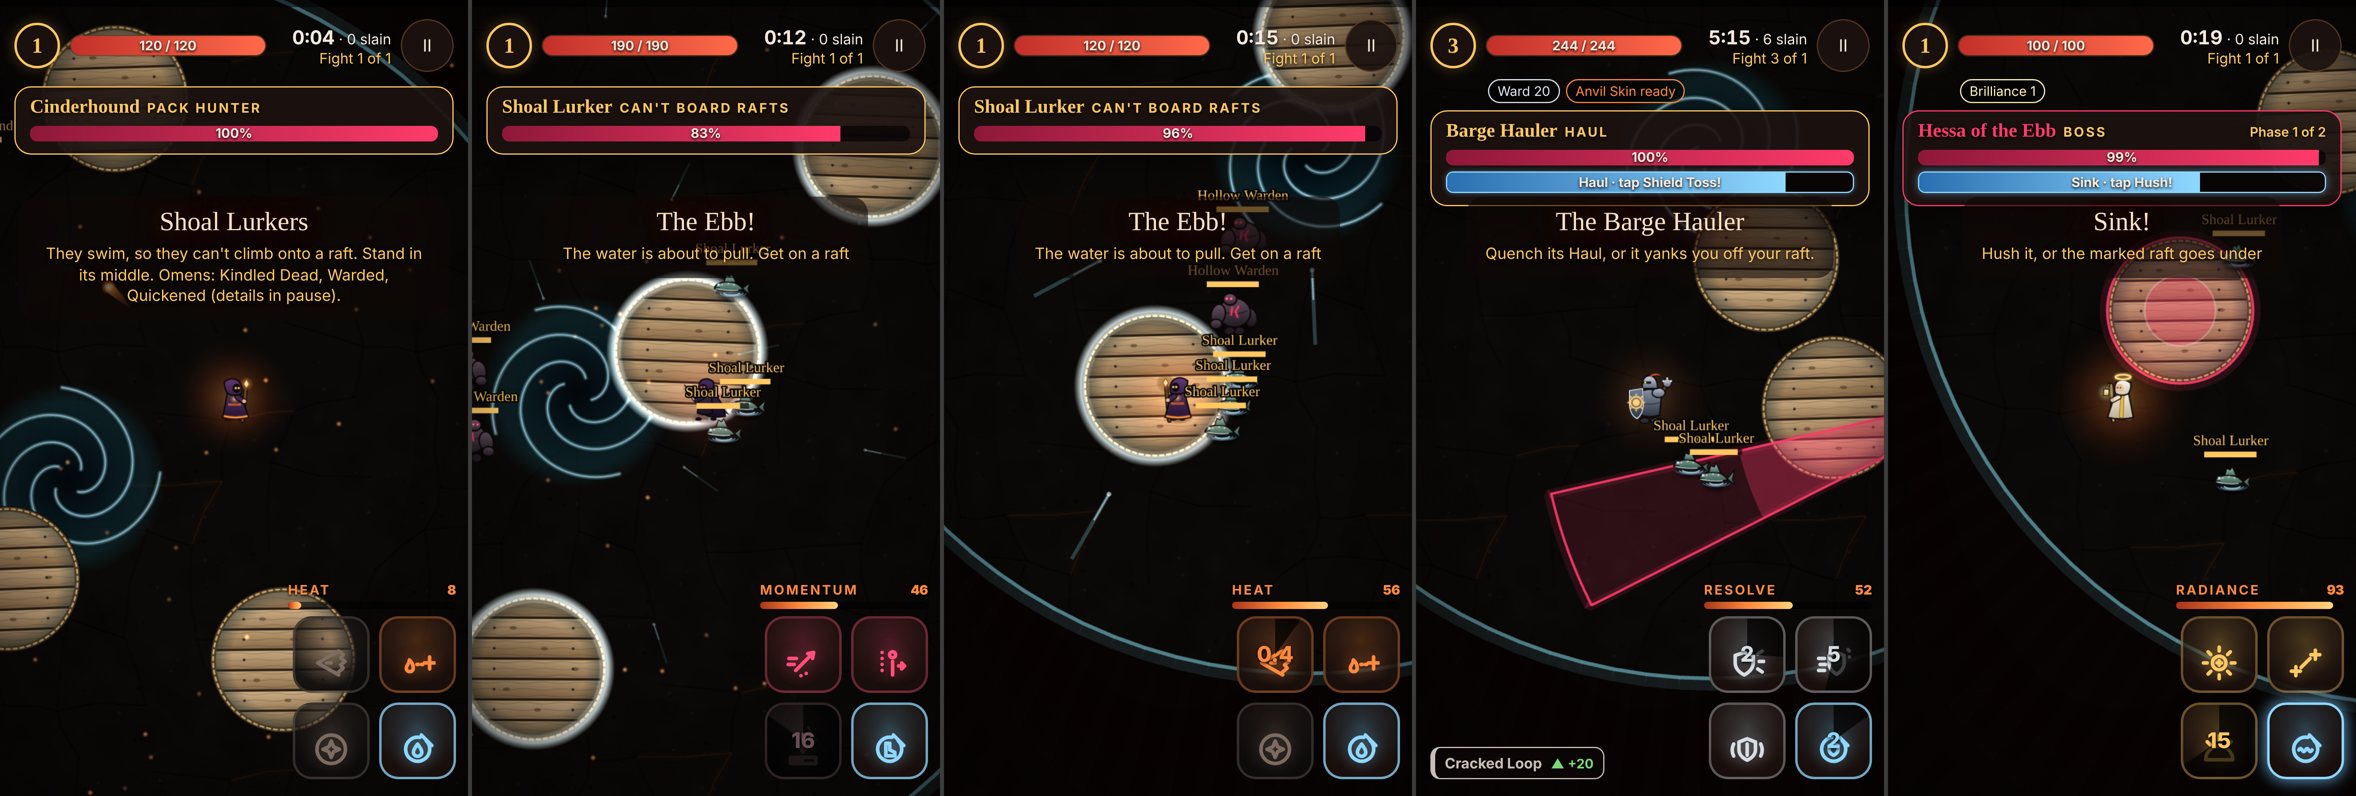 1
120 / 120
0:04 · 0 slain
Fight 1 of 1
Cinderhound PACK HUNTER
100%
Shoal Lurkers
They swim, so they can't climb onto a raft. Stand in
its middle. Omens: Kindled Dead, Warded,
Quickened (details in pause).
HEAT 8
1
190 / 190
0:12 · 0 slain
Fight 1 of 1
Shoal Lurker CAN'T BOARD RAFTS
83%
The Ebb!
Shoal Lurker
The water is about to pull. Get on a raft
Warden
Shoal Lurker
Shoal Lurker
Warden
MOMENTUM 46
16
1
120 / 120
0:15 · 0 slain
Fight 1 of 1
Shoal Lurker CAN'T BOARD RAFTS
96%
Hollow Warden
The Ebb!
The water is about to pull. Get on a raft
Hollow Warden
Shoal Lurker
Shoal Lurker
Shoal Lurker
HEAT 56
0.4
3
244 / 244
5:15 · 6 slain
Fight 3 of 1
Ward 20
Anvil Skin ready
Barge Hauler HAUL
100%
Haul · tap Shield Toss!
The Barge Hauler
Quench its Haul, or it yanks you off your raft.
Shoal Lurker
Shoal Lurker
RESOLVE 52
2
5
2
Cracked Loop ▲ +20
1
100 / 100
0:19 · 0 slain
Fight 1 of 1
Brilliance 1
Hessa of the Ebb BOSS Phase 1 of 2
99%
Sink · tap Hush!
Shoal Lurker
Sink!
Hush it, or the marked raft goes under
Shoal Lurker
RADIANCE 93
15